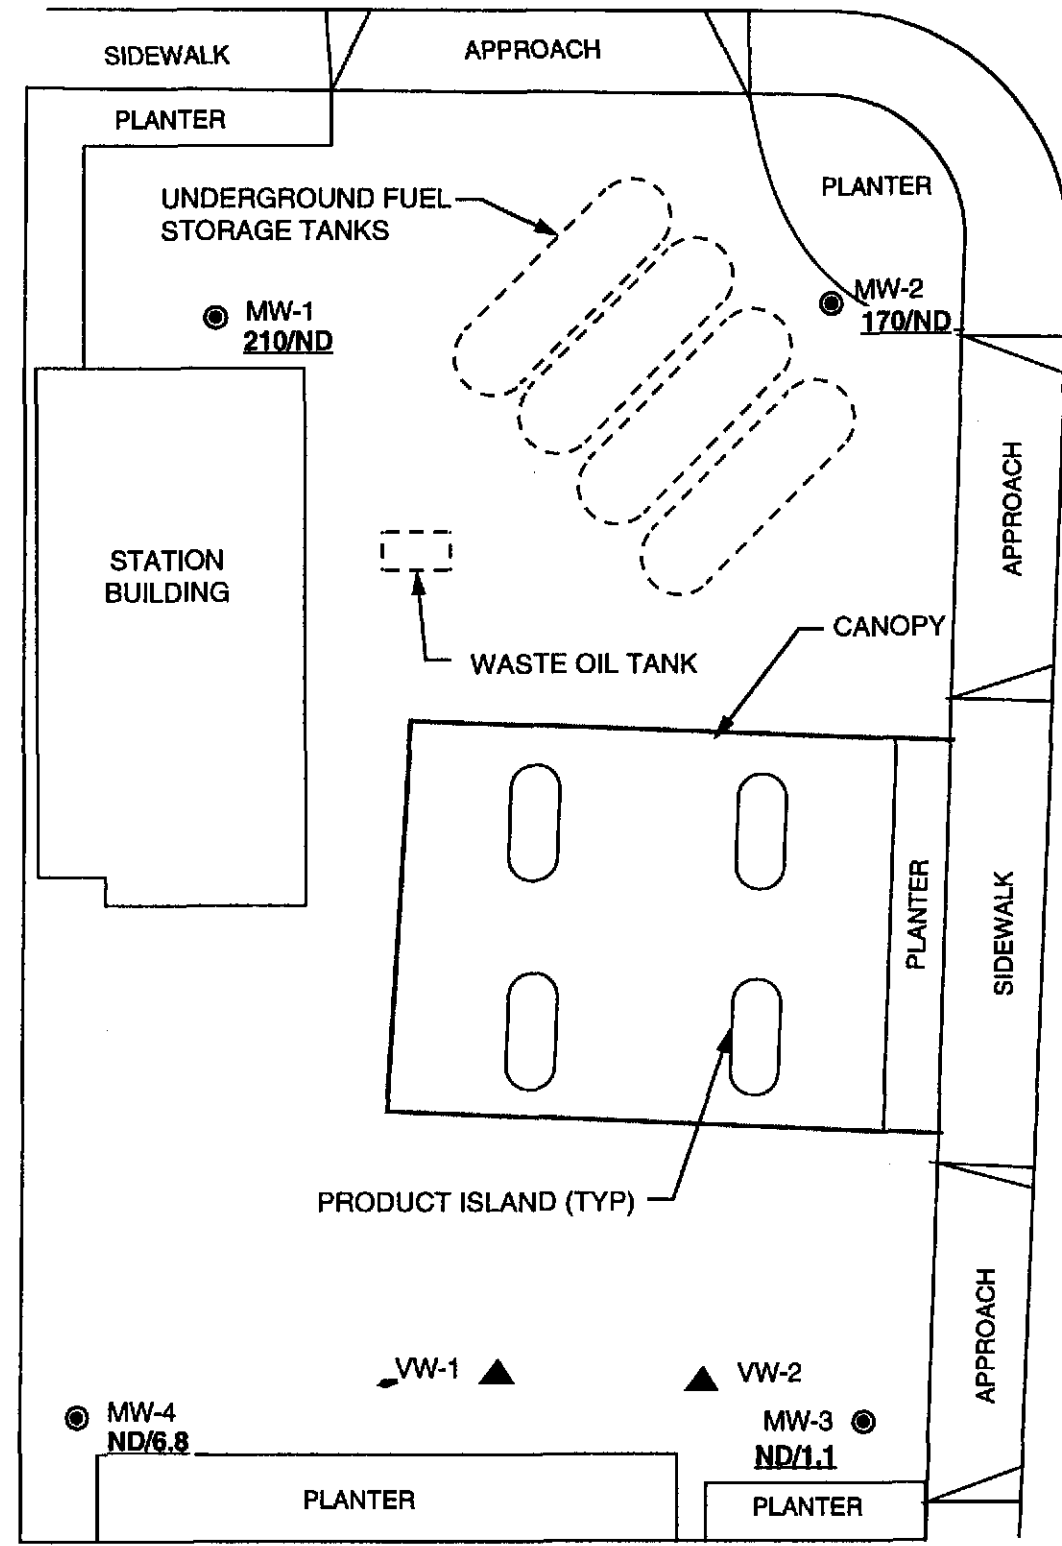 SIDEWALK
APPROACH
PLANTER
PLANTER
UNDERGROUND FUEL
STORAGE TANKS
MW-1
210/ND
MW-2
170/ND
APPROACH
STATION
BUILDING
CANOPY
WASTE OIL TANK
PLANTER
SIDEWALK
PRODUCT ISLAND (TYP)
APPROACH
VW-1
VW-2
MW-4
ND/6.8
MW-3
ND/1.1
PLANTER
PLANTER